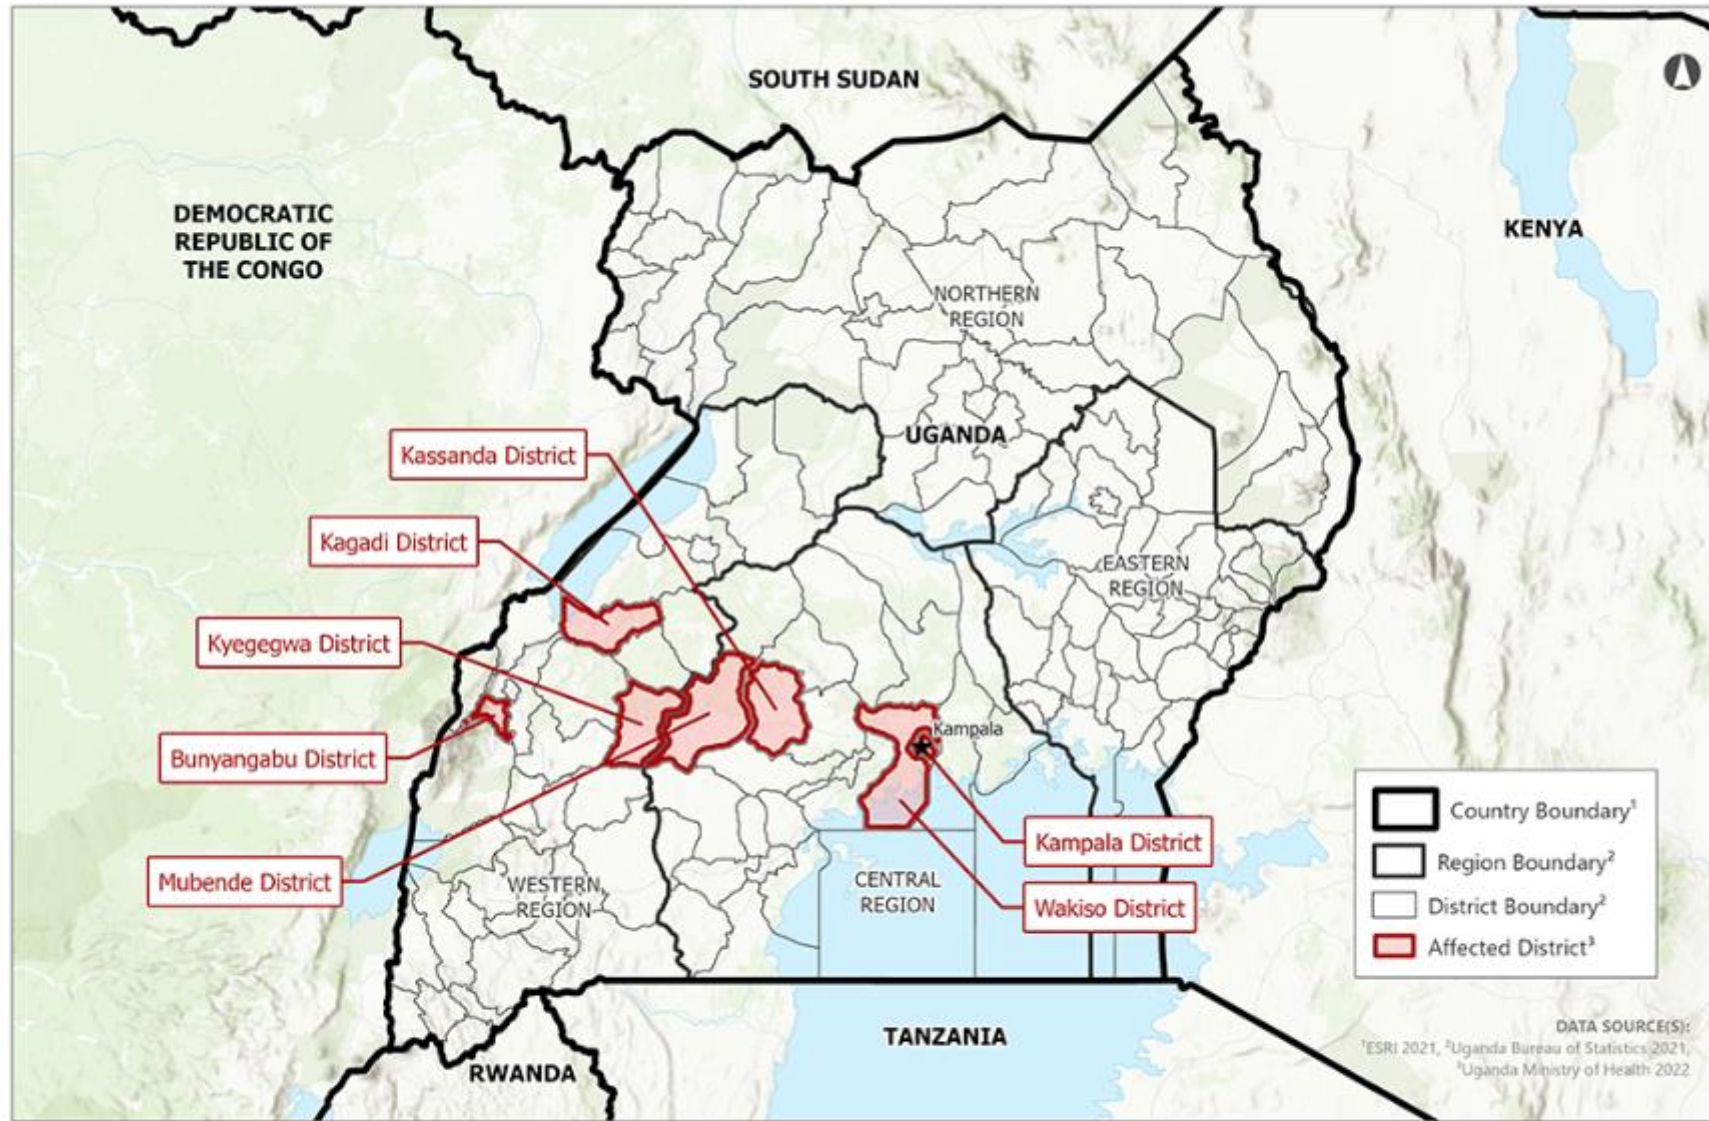 SOUTH SUDAN
DEMOCRATIC
REPUBLIC OF
THE CONGO
KENYA
NORTHERN
REGION
UGANDA
Kassanda District
Kagadi District
EASTERN
REGION
Kyegegwa District
Kampala
Bunyangabu District
Kampala District
Mubende District
WESTERN
REGION
CENTRAL
REGION
Wakiso District
Country Boundary¹
Region Boundary²
District Boundary²
Affected District³
TANZANIA
RWANDA
DATA SOURCE(S):
¹ESRI 2021, ²Uganda Bureau of Statistics 2021,
³Uganda Ministry of Health 2022